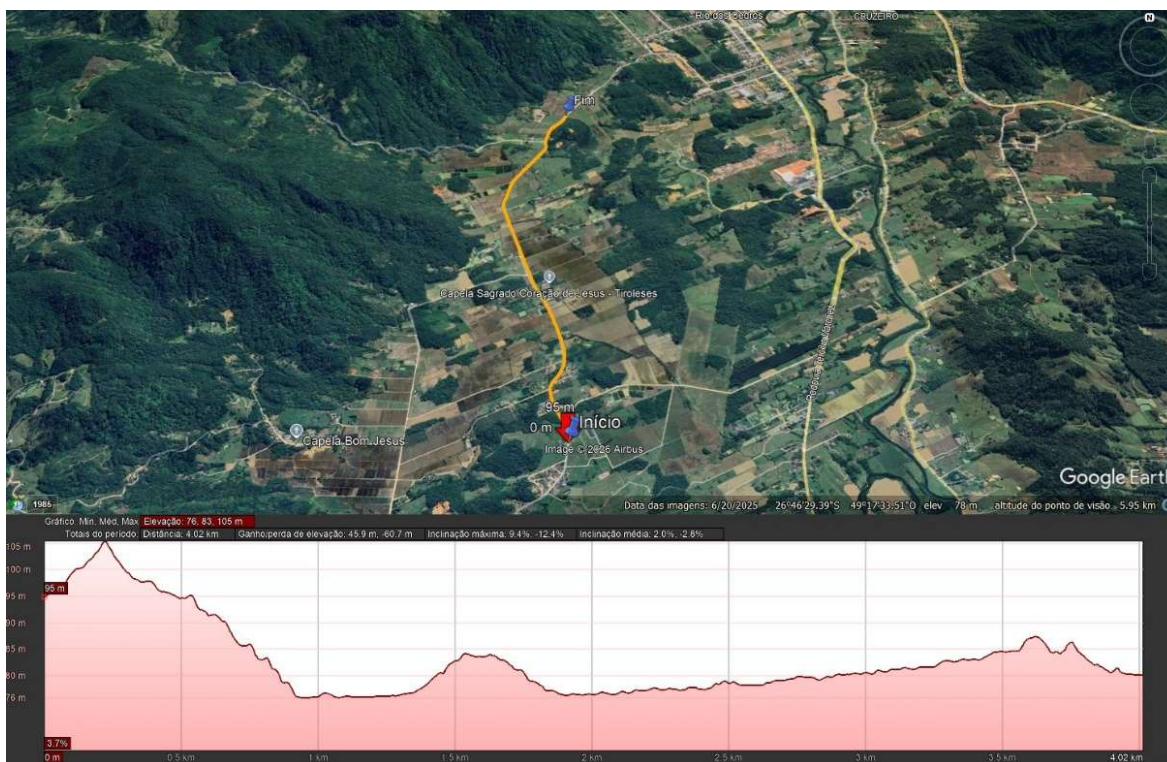 N
Rio dos Cedros
CRUZEIRO
Fim
Capela Sagrado Coração de Jesus - Tiroleses
95 m
0 m
Início
Capela Bom Jesus
Image © 2026 Airbus
Google Earth
1985
Data das imagens: 6/20/2025 26°46'29.39"S 49°17'33.51"O elev 78 m altitude do ponto de visão 5.95 km
Gráfico: Mín, Méd, Máx Elevação: 76, 83, 105 m
Totais do período: Distância: 4.02 km Ganho/perda de elevação: 45.9 m, -60.7 m Inclinação máxima: 9.4%, -12.4% Inclinação média: 2.0%, -2.6%
105 m
100 m
95 m
95 m
90 m
85 m
80 m
76 m
3.7%
0 m
0.5 km
1 km
1.5 km
2 km
2.5 km
3 km
3.5 km
4.02 km